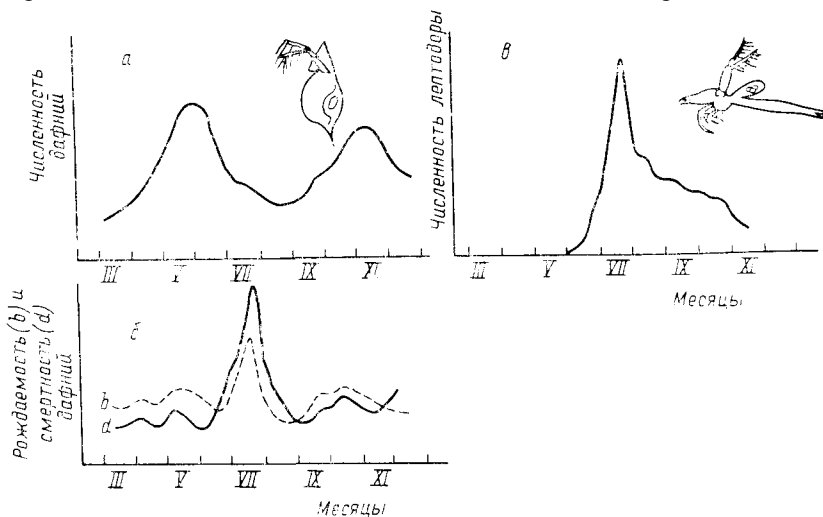 Численность
дафний
а
III V VII IX XI
Численность лептодоры
в
III V VII IX XI
Месяцы
Рождаемость (b) и
смертность (d)
дафний
б
b
d
III V VII IX XI
Месяцы